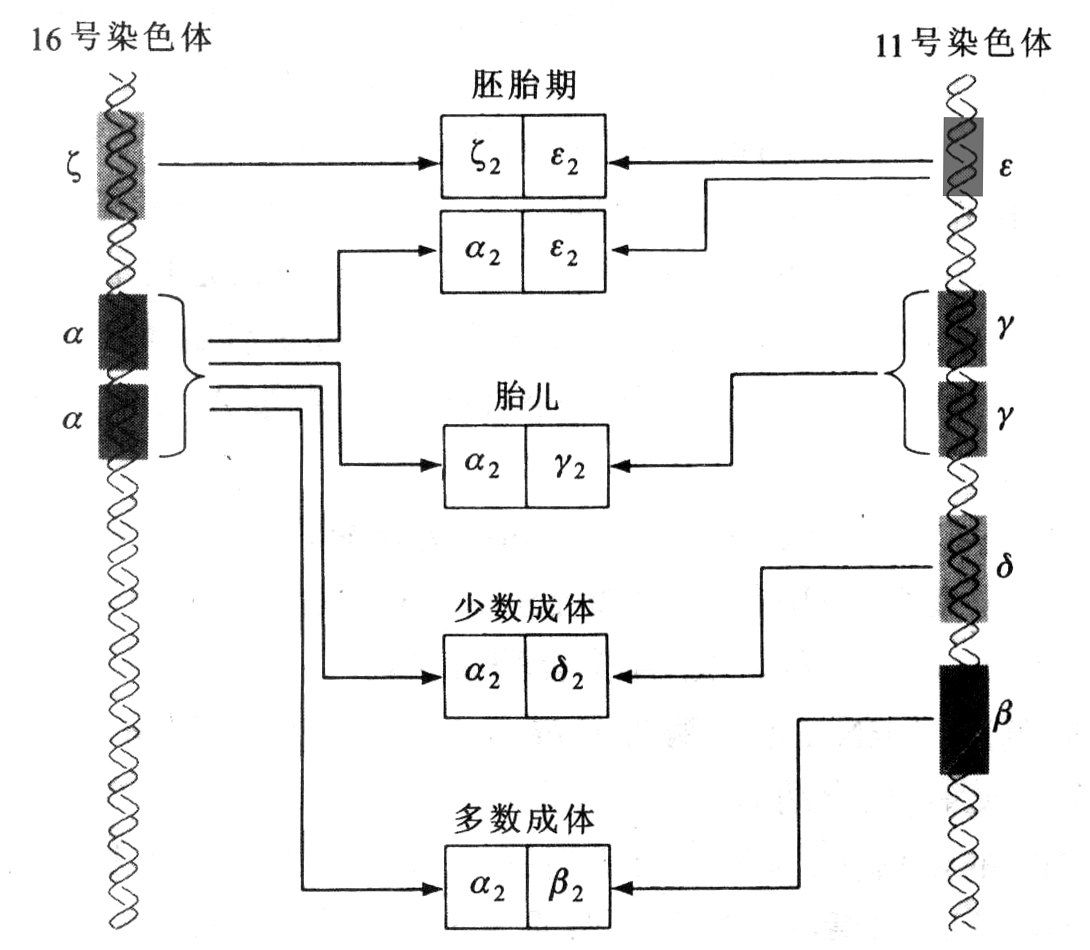 16号染色体
11号染色体
胚胎期
ζ
ζ₂ ε₂
ε
α₂ ε₂
α
γ
α
γ
胎儿
α₂ γ₂
δ
少数成体
α₂ δ₂
β
多数成体
α₂ β₂